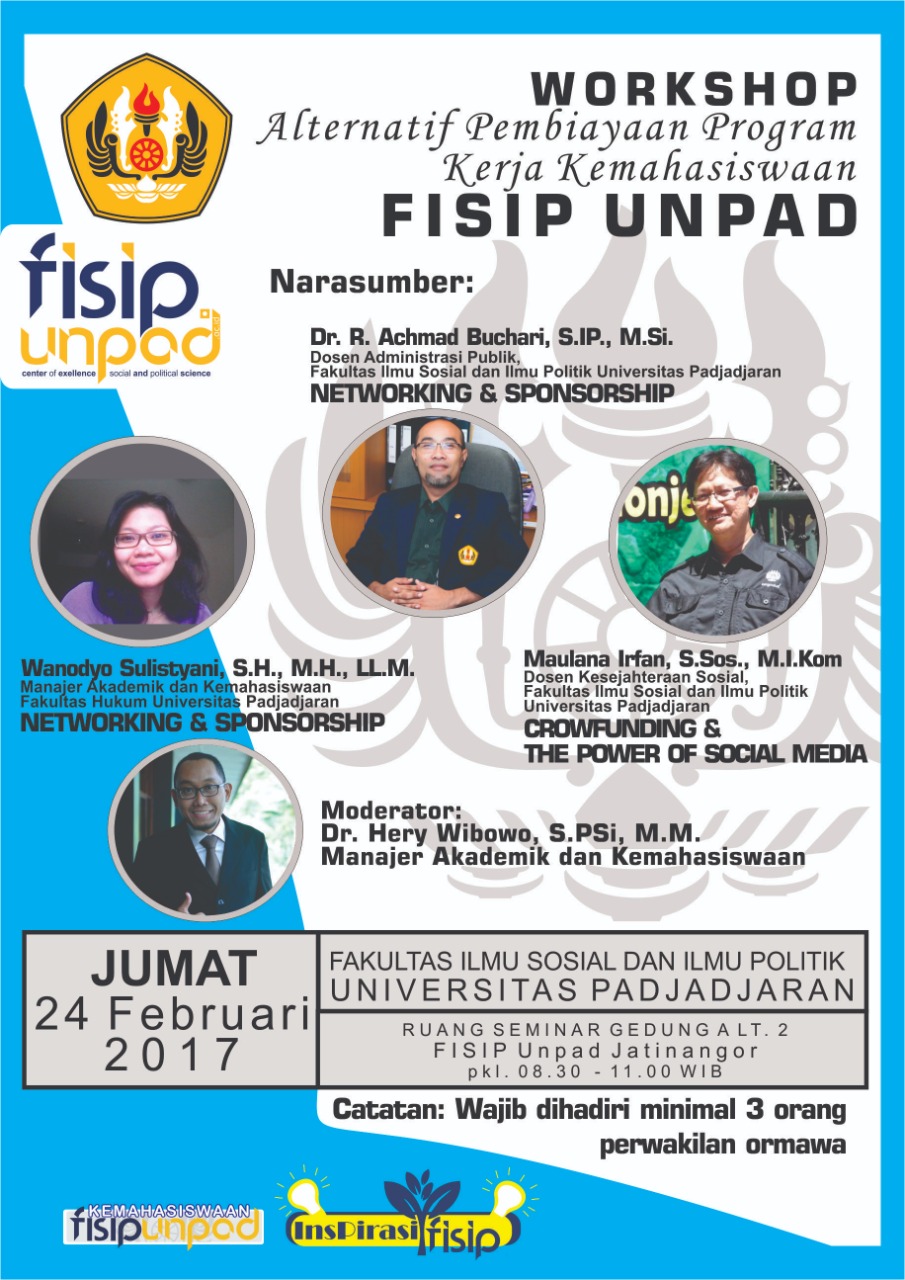 WORKSHOP
Alternatif Pembiayaan Program
Kerja Kemahasiswaan
FISIP UNPAD
fisip
unpad
center of exellence social and political science
Narasumber:
Dr. R. Achmad Buchari, S.IP., M.Si.
Dosen Administrasi Publik,
Fakultas Ilmu Sosial dan Ilmu Politik Universitas Padjadjaran
NETWORKING & SPONSORSHIP
onje
Wanodyo Sulistyani, S.H., M.H., LL.M.
Manajer Akademik dan Kemahasiswaan
Fakultas Hukum Universitas Padjadjaran
NETWORKING & SPONSORSHIP
Maulana Irfan, S.Sos., M.I.Kom
Dosen Kesejahteraan Sosial,
Fakultas Ilmu Sosial dan Ilmu Politik
Universitas Padjadjaran
CROWFUNDING &
THE POWER OF SOCIAL MEDIA
Moderator:
Dr. Hery Wibowo, S.PSi, M.M.
Manajer Akademik dan Kemahasiswaan
JUMAT
24 Februari
2017
FAKULTAS ILMU SOSIAL DAN ILMU POLITIK
UNIVERSITAS PADJADJARAN
RUANG SEMINAR GEDUNG A LT. 2
FISIP Unpad Jatinangor
pkl. 08.30 - 11.00 WIB
Catatan: Wajib dihadiri minimal 3 orang
perwakilan ormawa
KEMAHASISWAAN
fisipunpad
InsPirasi fisip